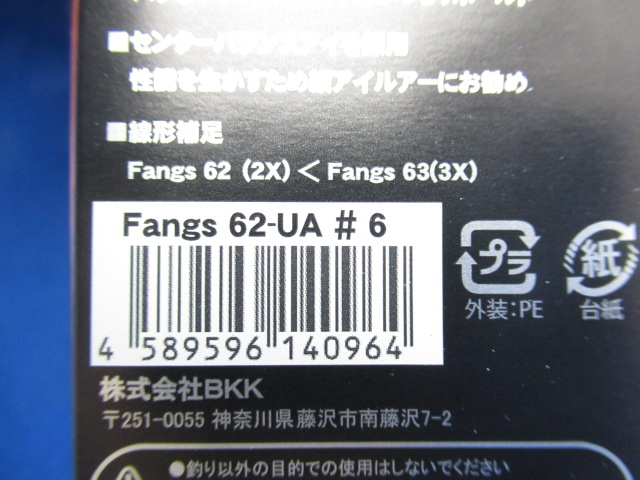 ■センターバランスアイを採用
性能を生かすため縦アイルアーにお勧め
■線形補足
Fangs 62 (2X) < Fangs 63(3X)
Fangs 62-UA # 6
4 589596 140964
プラ
外装:PE
紙
台紙
株式会社BKK
〒251-0055 神奈川県藤沢市南藤沢7-2
●釣り以外の目的での使用はしないでください